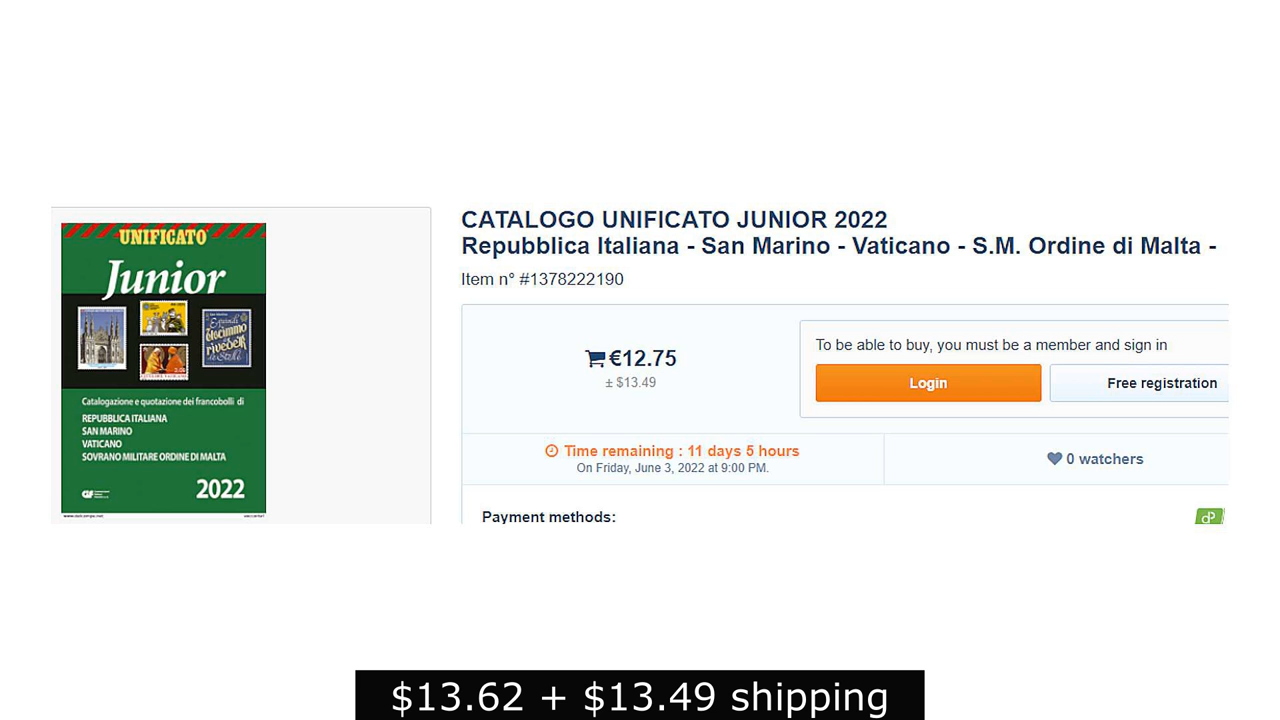 CATALOGO UNIFICATO JUNIOR 2022
Repubblica Italiana - San Marino - Vaticano - S.M. Ordine di Malta -
Item n° #1378222190
UNIFICATO
Junior
Catalogazione e quotazione dei francobolli di
REPUBBLICA ITALIANA
SAN MARINO
VATICANO
SOVRANO MILITARE ORDINE DI MALTA
2022
€12.75
± $13.49
To be able to buy, you must be a member and sign in
Login
Free registration
Time remaining : 11 days 5 hours
On Friday, June 3, 2022 at 9:00 PM.
0 watchers
Payment methods:
$13.62 + $13.49 shipping